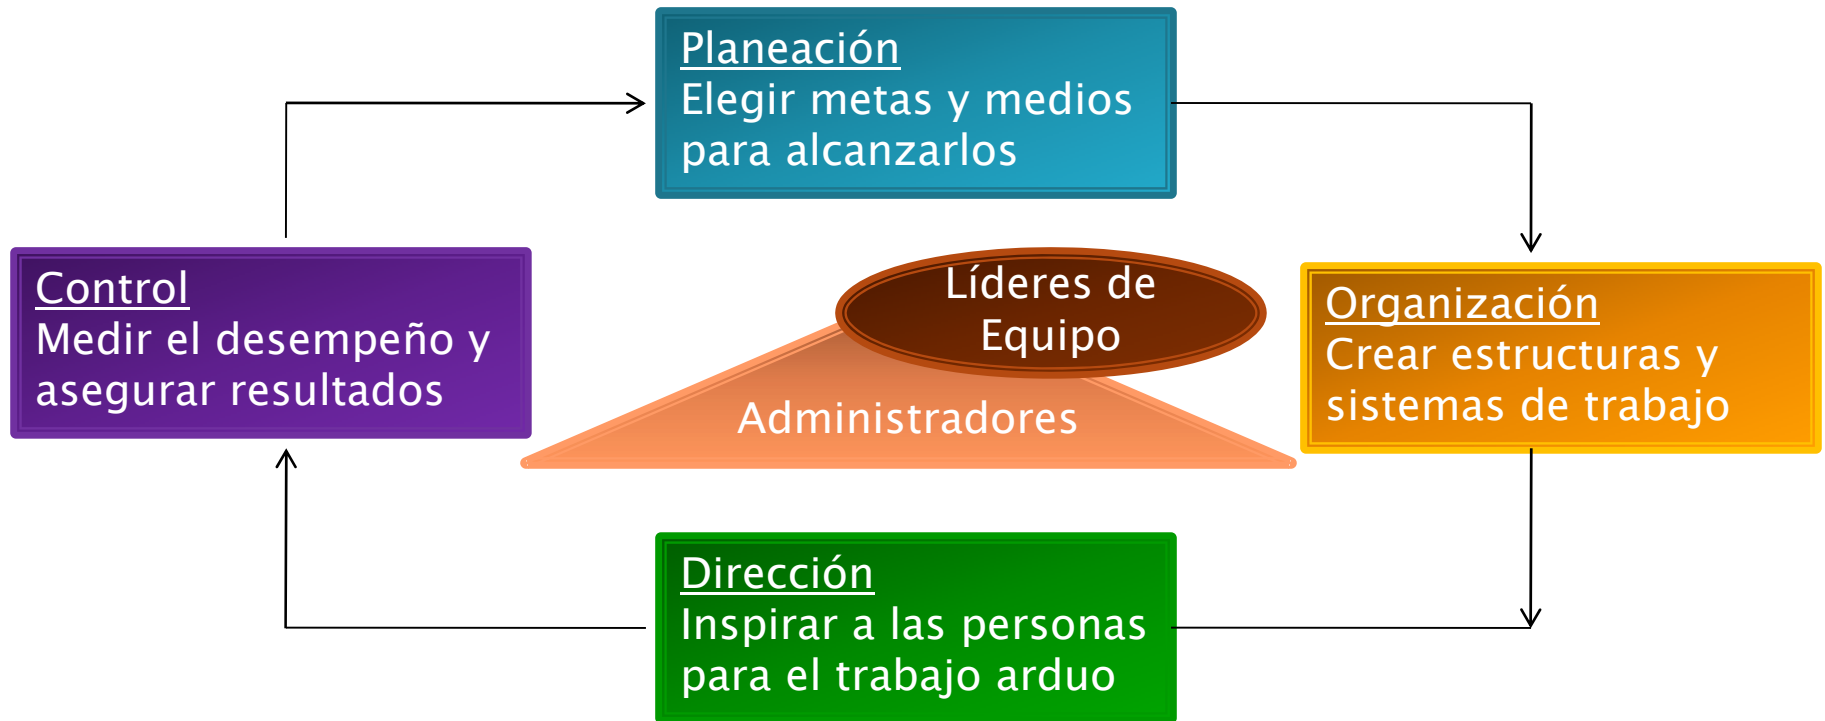 Planeación
Elegir metas y medios
para alcanzarlos
Control
Medir el desempeño y
asegurar resultados
Líderes de
Equipo
Administradores
Organización
Crear estructuras y
sistemas de trabajo
Dirección
Inspirar a las personas
para el trabajo arduo